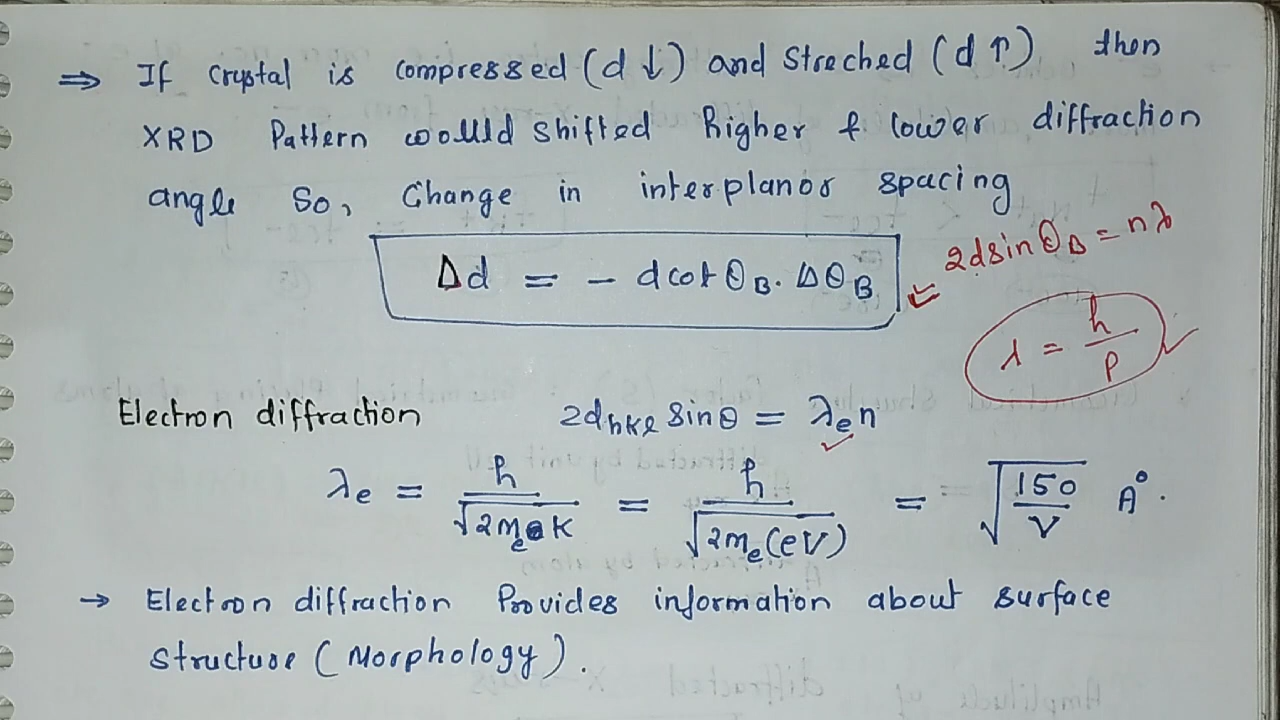 ⇒ If crystal is compressed (d ↓) and Streched (d ↑) then
XRD Pattern would shifted higher & lower diffraction
angle So, Change in interplanar spacing
Δd = - d cot θB. ΔθB
2d sin θB = nλ
λ = h/p
Electron diffraction 2dhkl sin θ = λe n
λe = h/√2me K = h/√2me(eV) = √150/V A°.
→ Electron diffraction Provides information about surface
structure (Morphology).